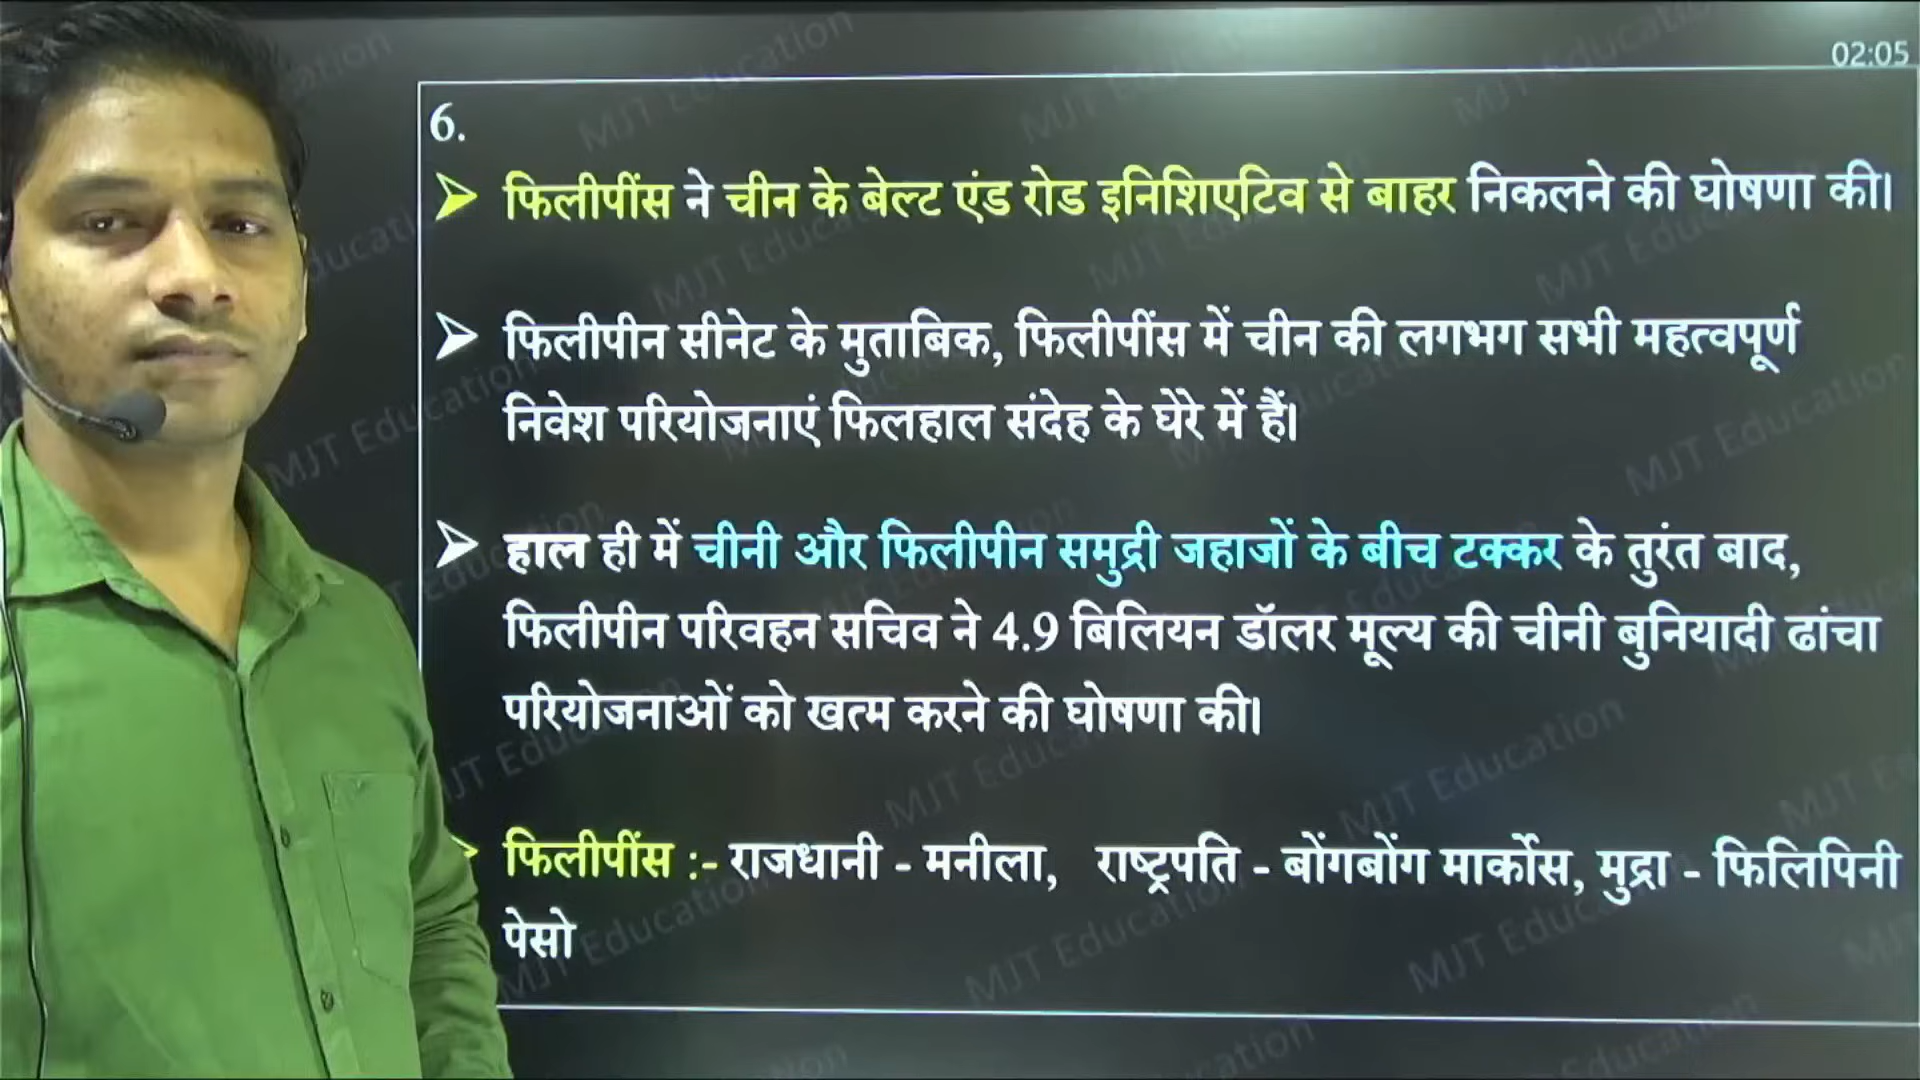 02:05
6.
फिलीपींस ने चीन के बेल्ट एंड रोड इनिशिएटिव से बाहर निकलने की घोषणा की।
फिलीपीन सीनेट के मुताबिक, फिलीपींस में चीन की लगभग सभी महत्वपूर्ण
निवेश परियोजनाएं फिलहाल संदेह के घेरे में हैं।
हाल ही में चीनी और फिलीपीन समुद्री जहाजों के बीच टक्कर के तुरंत बाद,
फिलीपीन परिवहन सचिव ने 4.9 बिलियन डॉलर मूल्य की चीनी बुनियादी ढांचा
परियोजनाओं को खत्म करने की घोषणा की।
फिलीपींस :- राजधानी - मनीला, राष्ट्रपति - बोंगबोंग मार्कोस, मुद्रा - फिलिपिनी
पेसो
MJT Education